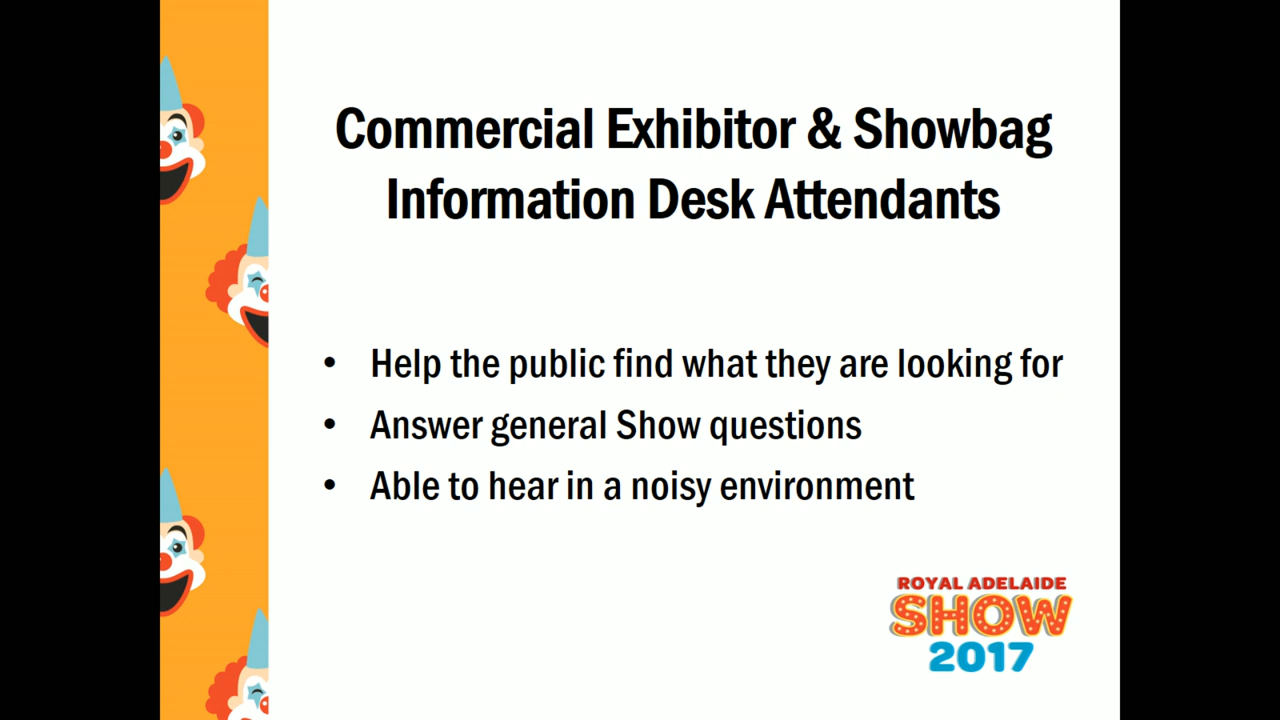 Commercial Exhibitor & Showbag
Information Desk Attendants
• Help the public find what they are looking for
• Answer general Show questions
• Able to hear in a noisy environment
ROYAL ADELAIDE
SHOW
2017